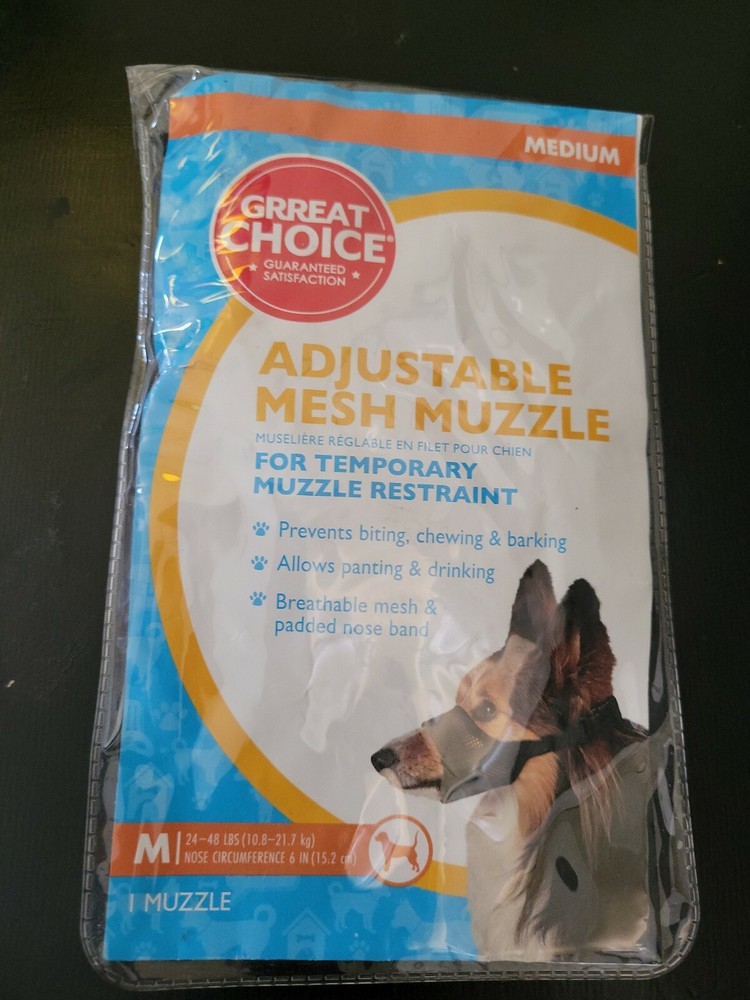 MEDIUM
GRREAT
CHOICE®
GUARANTEED
SATISFACTION
ADJUSTABLE
MESH MUZZLE
MUSELIÈRE RÉGLABLE EN FILET POUR CHIEN
FOR TEMPORARY
MUZZLE RESTRAINT
Prevents biting, chewing & barking
Allows panting & drinking
Breathable mesh &
padded nose band
M
24–48 LBS (10.8–21.7 kg)
NOSE CIRCUMFERENCE 6 IN (15.2 cm)
1 MUZZLE